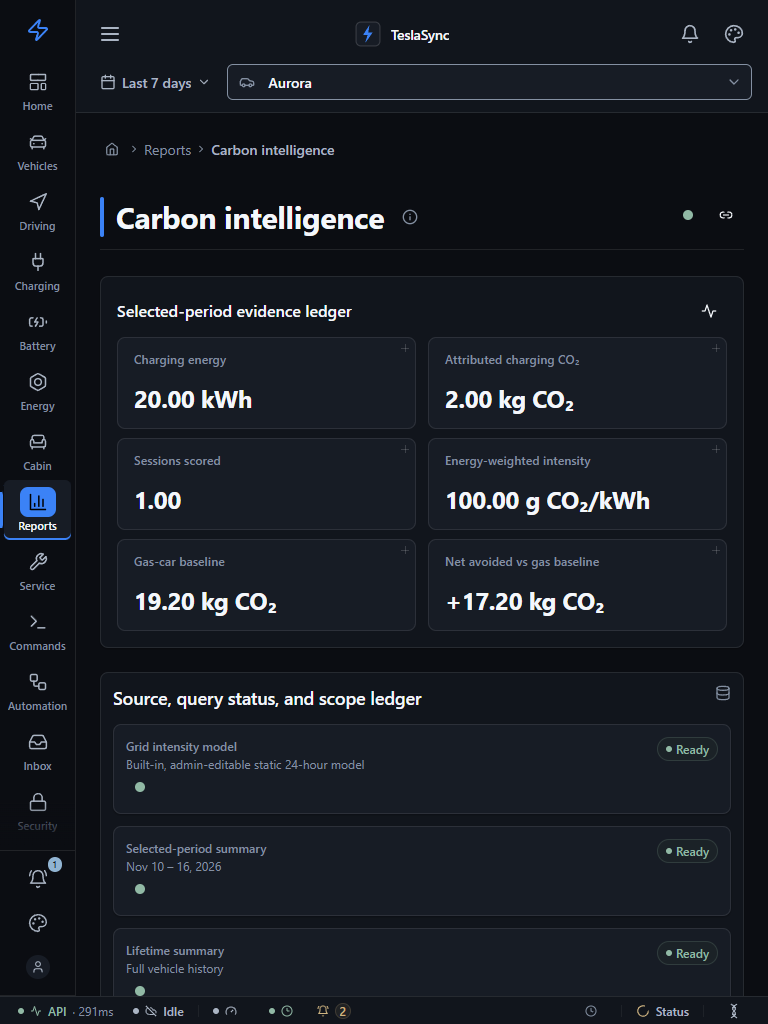 TeslaSync
Last 7 days
Aurora
Home
Vehicles
Driving
Charging
Battery
Energy
Cabin
Reports
Service
Commands
Automation
Inbox
Security
1
Reports
Carbon intelligence
Carbon intelligence
Selected-period evidence ledger
Charging energy
20.00 kWh
Attributed charging CO₂
2.00 kg CO₂
Sessions scored
1.00
Energy-weighted intensity
100.00 g CO₂/kWh
Gas-car baseline
19.20 kg CO₂
Net avoided vs gas baseline
+17.20 kg CO₂
Source, query status, and scope ledger
Grid intensity model
Built-in, admin-editable static 24-hour model
Ready
Selected-period summary
Nov 10 – 16, 2026
Ready
Lifetime summary
Full vehicle history
Ready
API · 291ms
Idle
2
Status